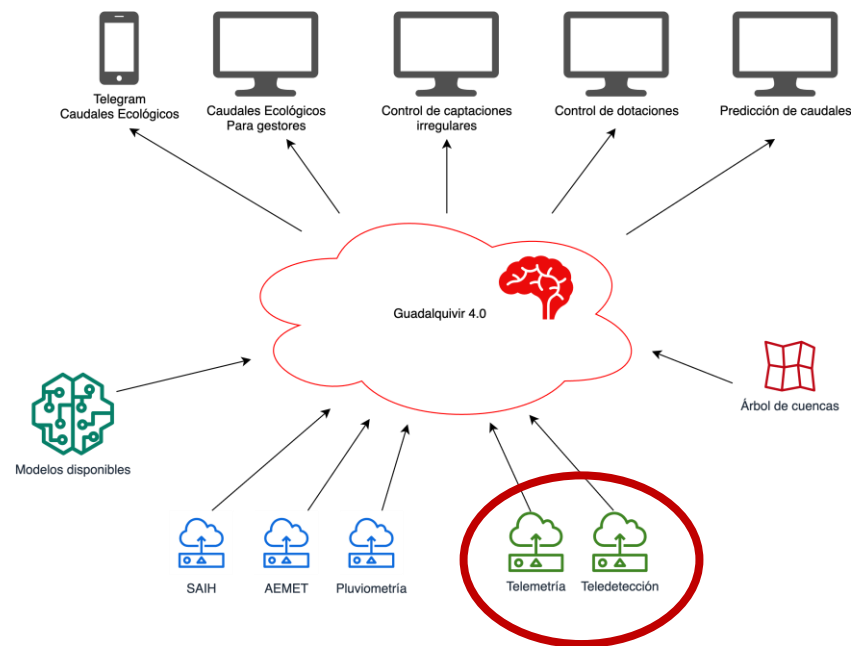 Telegram
Caudales Ecológicos
Caudales Ecológicos
Para gestores
Control de captaciones
irregulares
Control de dotaciones
Predicción de caudales
Guadalquivir 4.0
Modelos disponibles
Árbol de cuencas
SAIH
AEMET
Pluviometría
Telemetría
Teledetección